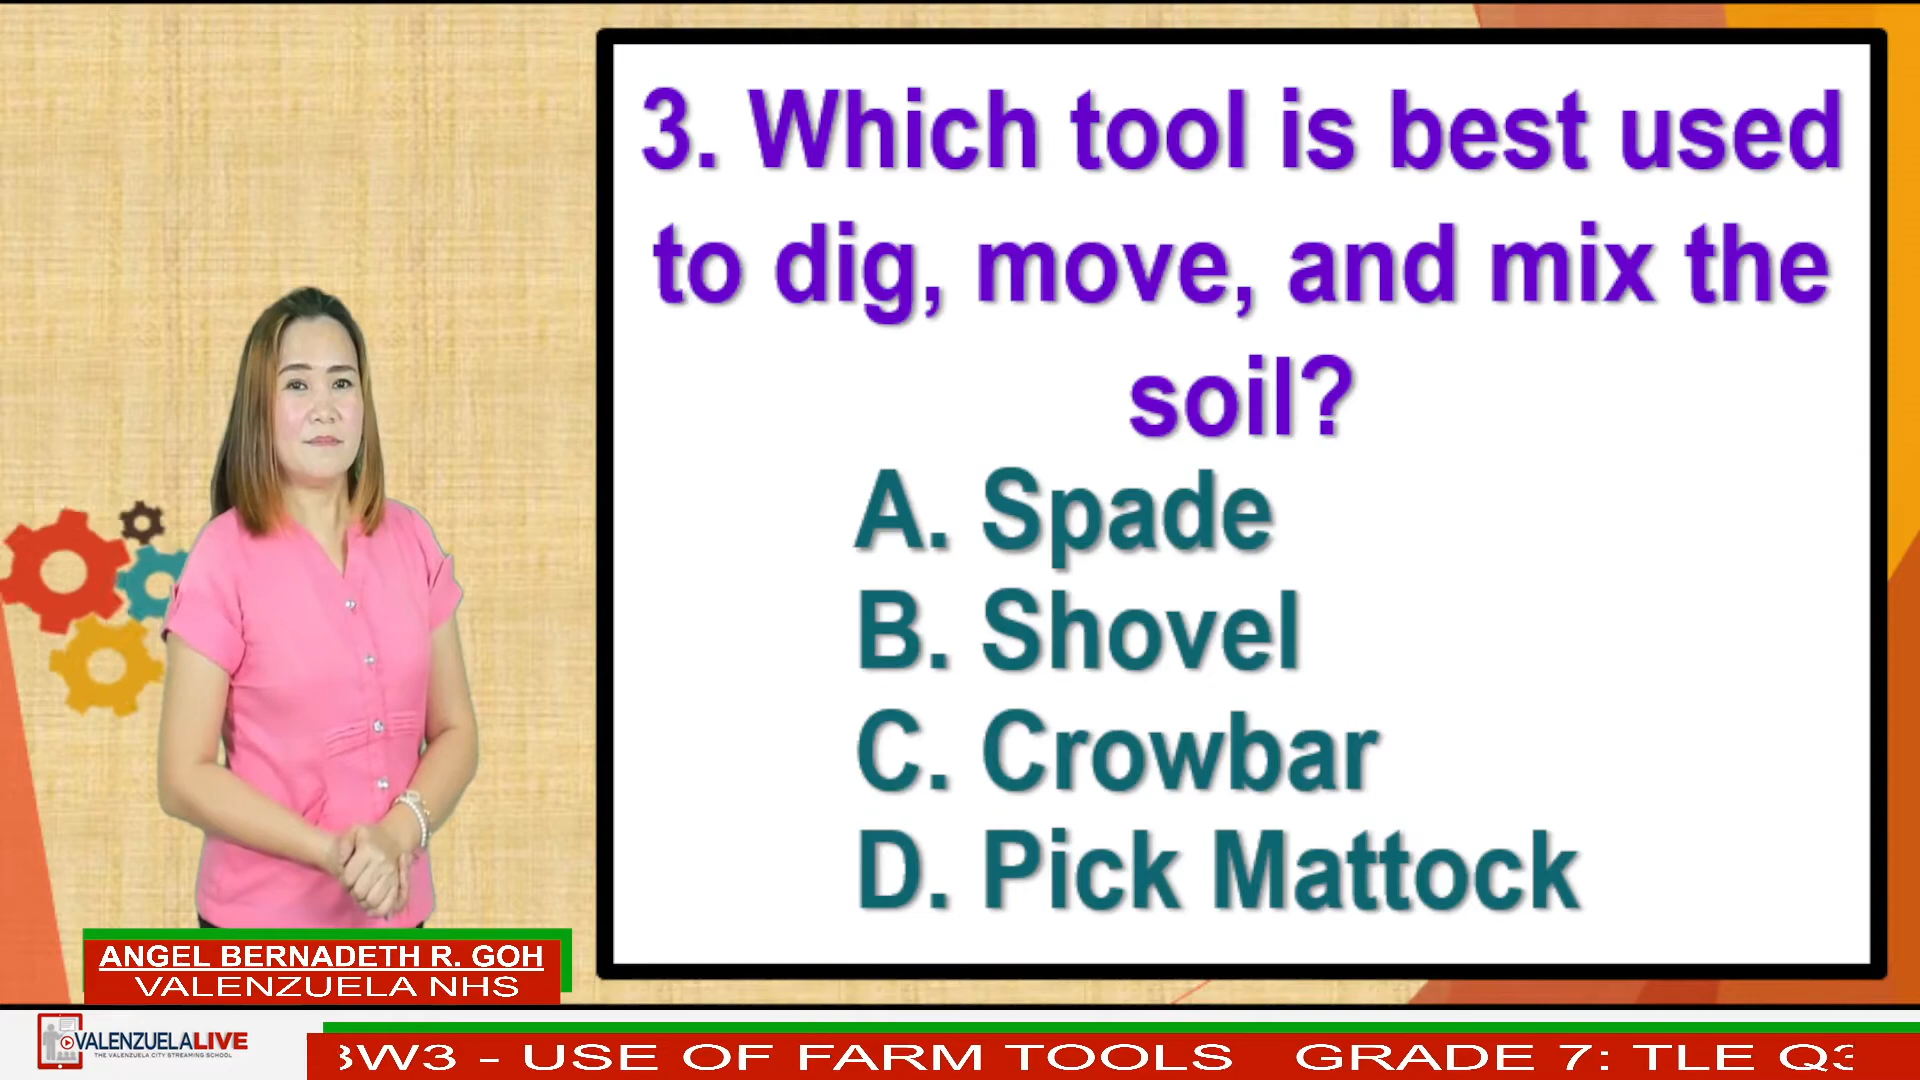 3. Which tool is best used
to dig, move, and mix the
soil?
A. Spade
B. Shovel
C. Crowbar
D. Pick Mattock
ANGEL BERNADETH R. GOH
VALENZUELA NHS
VALENZUELALIVE
THE VALENZUELA CITY STREAMING SCHOOL
3W3 - USE OF FARM TOOLS GRADE 7: TLE Q3